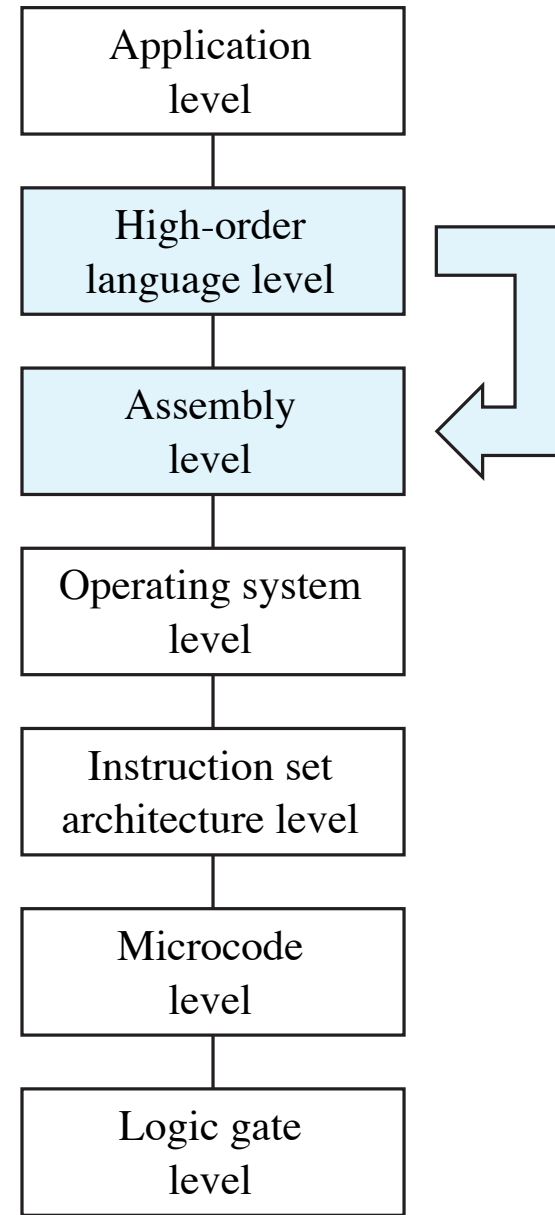 Application
level
High-order
language level
Assembly
level
Operating system
level
Instruction set
architecture level
Microcode
level
Logic gate
level